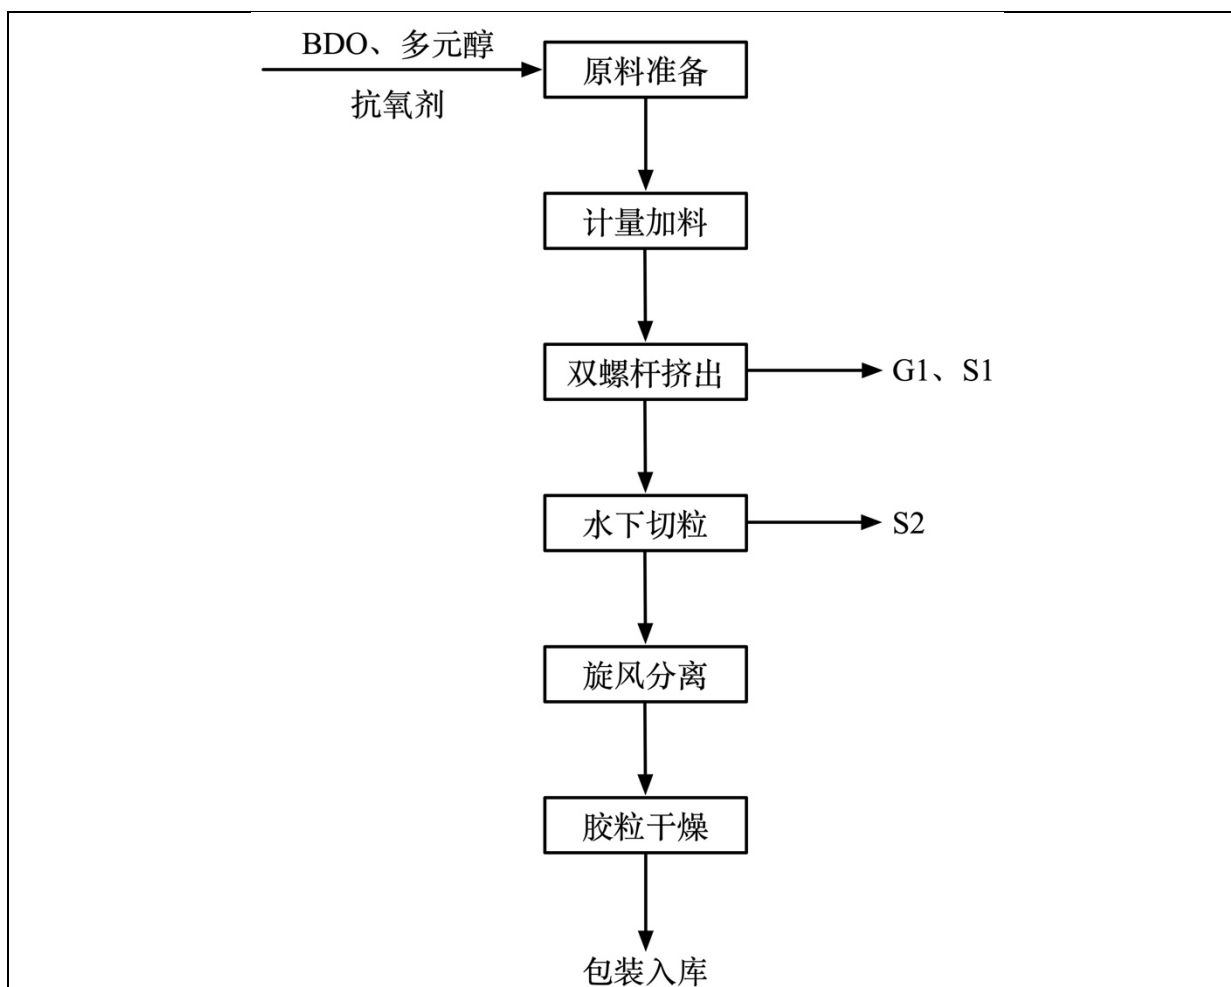 BDO、多元醇
抗氧剂
原料准备
计量加料
双螺杆挤出
G1、S1
水下切粒
S2
旋风分离
胶粒干燥
包装入库